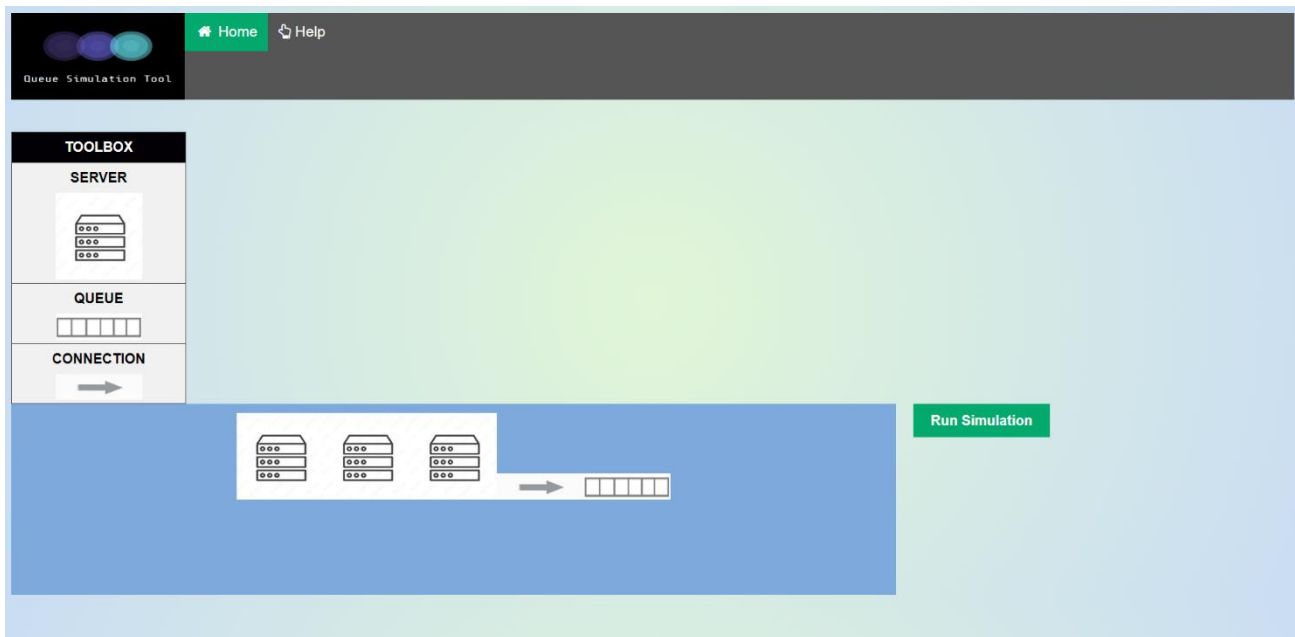 Home
Help
Queue Simulation Tool
TOOLBOX
SERVER
QUEUE
CONNECTION
Run Simulation